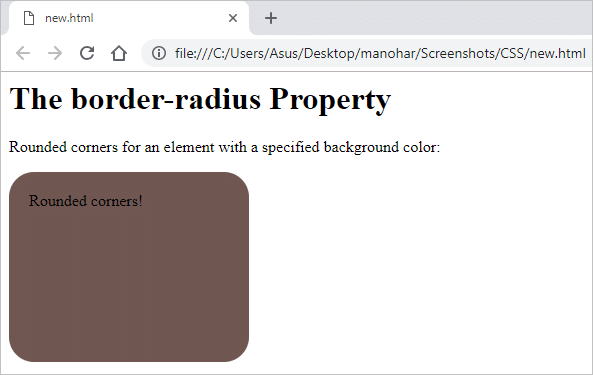 new.html
file:///C:/Users/Asus/Desktop/manohar/Screenshots/CSS/new.html
The border-radius Property
Rounded corners for an element with a specified background color:
Rounded corners!